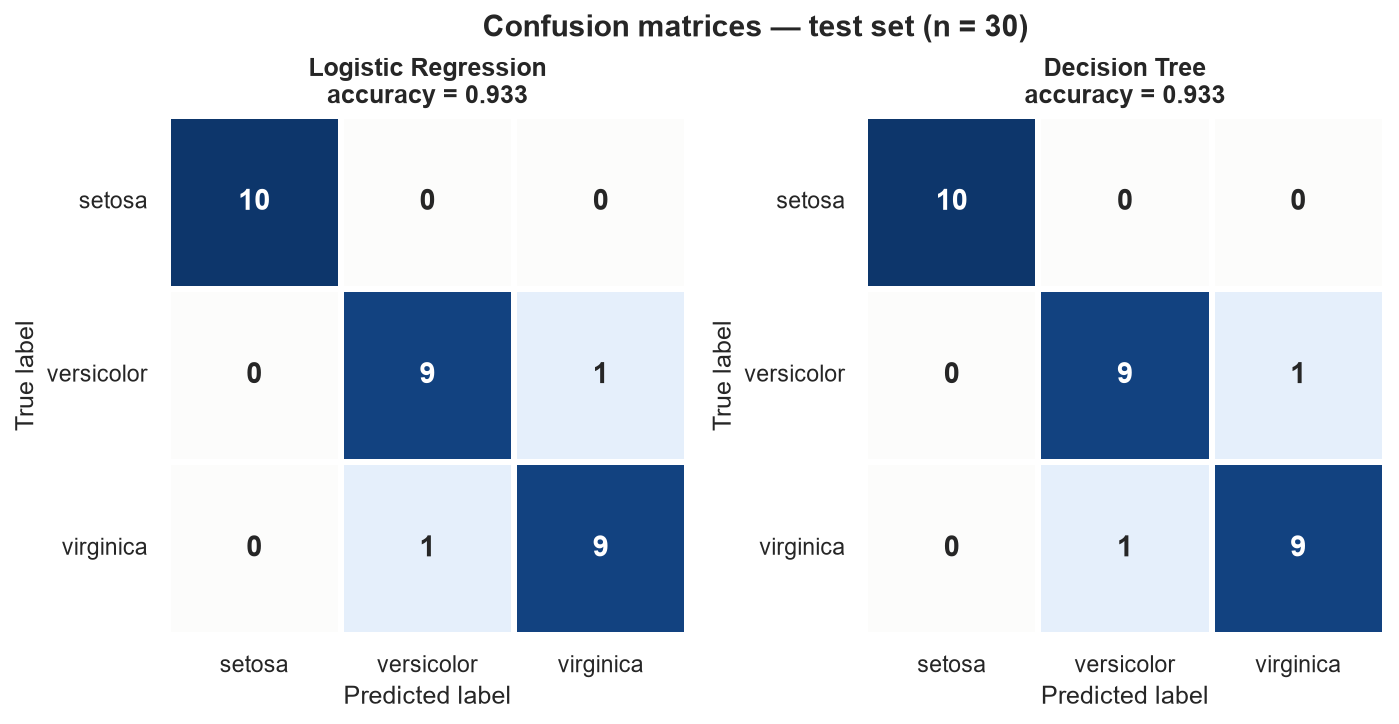 Confusion matrices — test set (n = 30)
Logistic Regression
accuracy = 0.933
True label
setosa 10 0 0
versicolor 0 9 1
virginica 0 1 9
setosa versicolor virginica
Predicted label
Decision Tree
accuracy = 0.933
True label
setosa 10 0 0
versicolor 0 9 1
virginica 0 1 9
setosa versicolor virginica
Predicted label